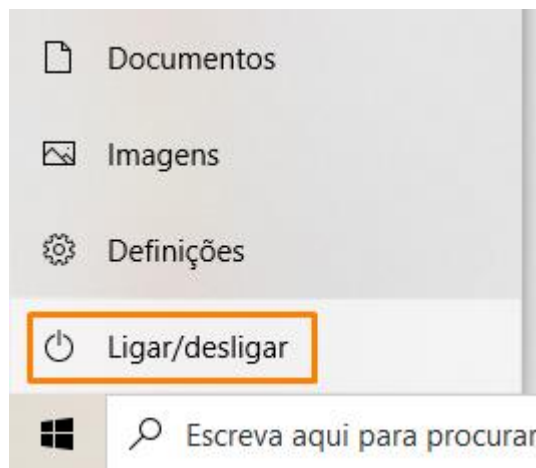 Documentos
Imagens
Definições
Ligar/desligar
Escreva aqui para procurar